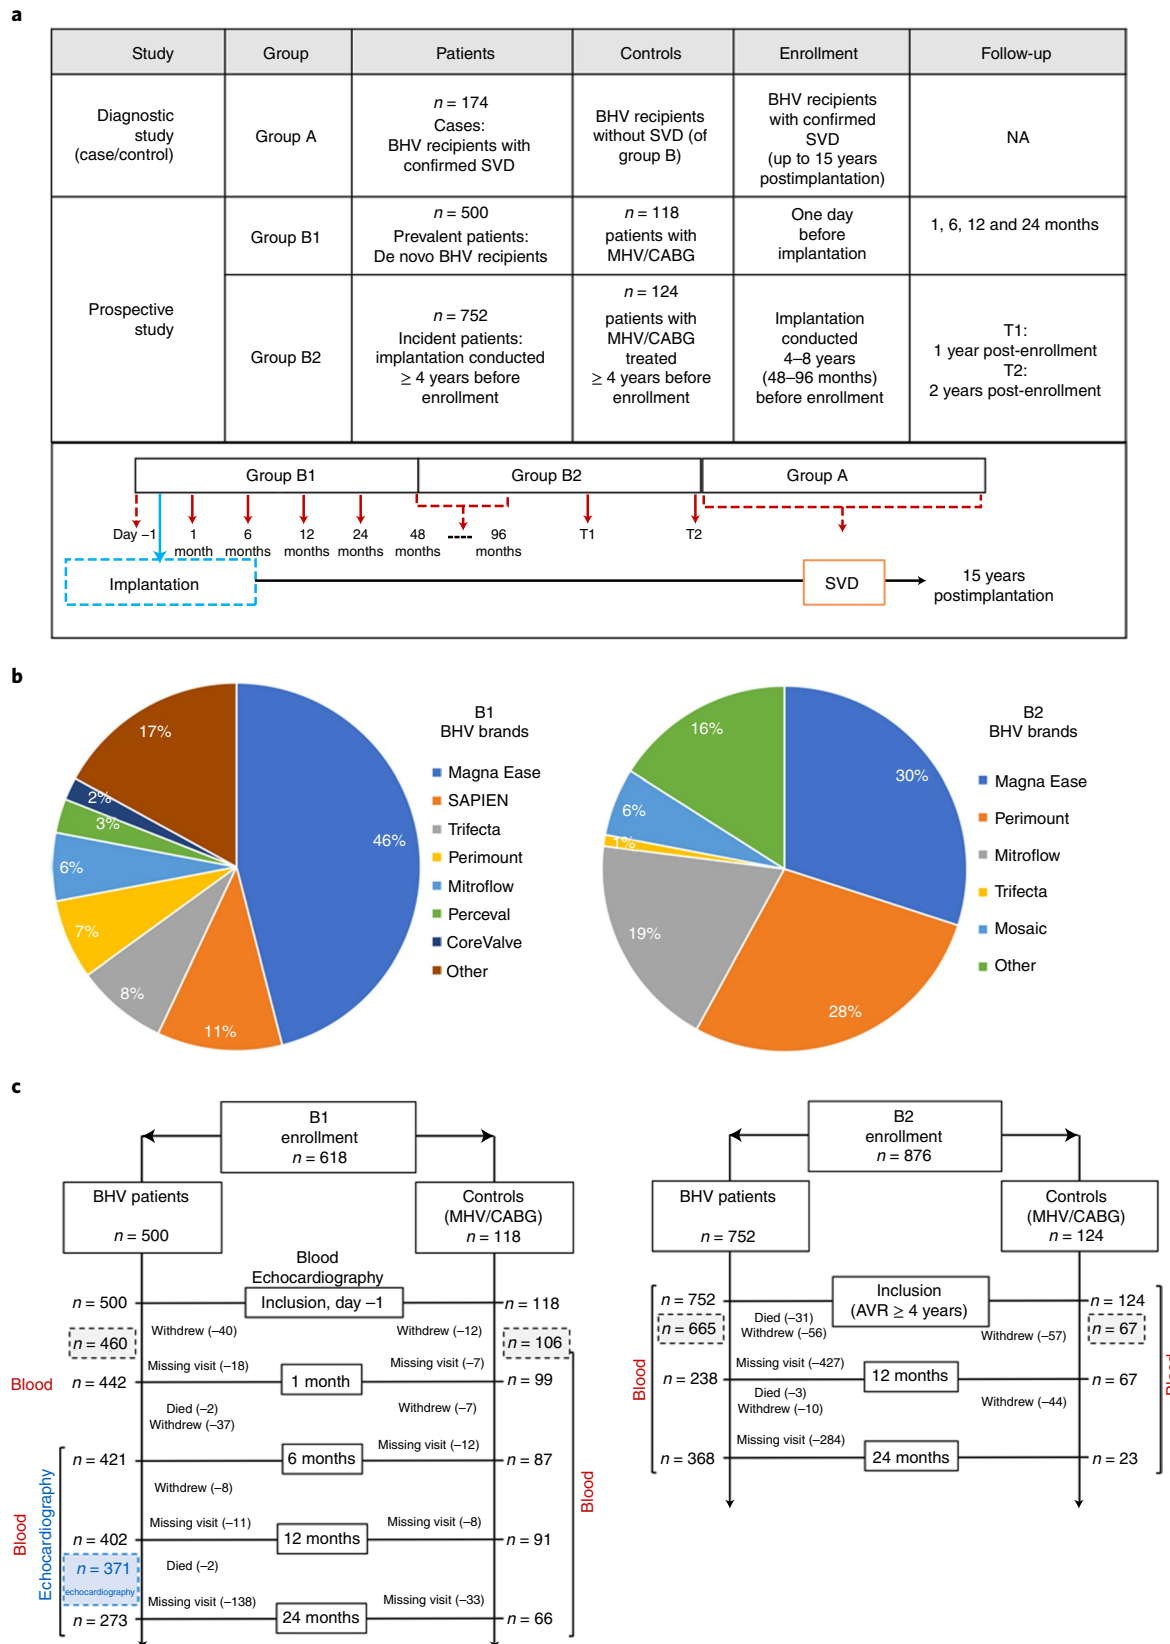 a
Study
Group
Patients
Controls
Enrollment
Follow-up
Diagnostic
study
(case/control)
Group A
n = 174
Cases:
BHV recipients with
confirmed SVD
BHV recipients
without SVD (of
group B)
BHV recipients
with confirmed
SVD
(up to 15 years
postimplantation)
NA
Prospective
study
Group B1
n = 500
Prevalent patients:
De novo BHV recipients
n = 118
patients with
MHV/CABG
One day
before
implantation
1, 6, 12 and 24 months
Group B2
n = 752
Incident patients:
implantation conducted
≥ 4 years before
enrollment
n = 124
patients with
MHV/CABG
treated
≥ 4 years before
enrollment
Implantation
conducted
4–8 years
(48–96 months)
before enrollment
T1:
1 year post-enrollment
T2:
2 years post-enrollment
Group B1
Group B2
Group A
Day –1
1
month
6
months
12
months
24
months
48
months
96
months
T1
T2
Implantation
SVD
15 years
postimplantation
b
B1
BHV brands
17%
2%
3%
6%
7%
8%
11%
46%
Magna Ease
SAPIEN
Trifecta
Perimount
Mitroflow
Perceval
CoreValve
Other
B2
BHV brands
16%
6%
1%
19%
28%
30%
Magna Ease
Perimount
Mitroflow
Trifecta
Mosaic
Other
c
B1
enrollment
n = 618
BHV patients
n = 500
Controls
(MHV/CABG)
n = 118
Blood
Echocardiography
n = 500
Inclusion, day –1
n = 118
n = 460
Withdrew (–40)
Withdrew (–12)
n = 106
Missing visit (–18)
Missing visit (–7)
Blood
n = 442
1 month
n = 99
Died (–2)
Withdrew (–37)
Withdrew (–7)
Missing visit (–12)
n = 421
6 months
n = 87
Withdrew (–8)
Missing visit (–11)
Missing visit (–8)
n = 402
12 months
n = 91
n = 371
echocardiography
Died (–2)
Missing visit (–138)
Missing visit (–33)
n = 273
24 months
n = 66
Blood
Echocardiography
Blood
B2
enrollment
n = 876
BHV patients
n = 752
Controls
(MHV/CABG)
n = 124
n = 752
Inclusion
(AVR ≥ 4 years)
n = 124
n = 665
Died (–31)
Withdrew (–56)
Withdrew (–57)
n = 67
Missing visit (–427)
n = 238
12 months
n = 67
Died (–3)
Withdrew (–10)
Withdrew (–44)
Missing visit (–284)
n = 368
24 months
n = 23
Blood
Blood